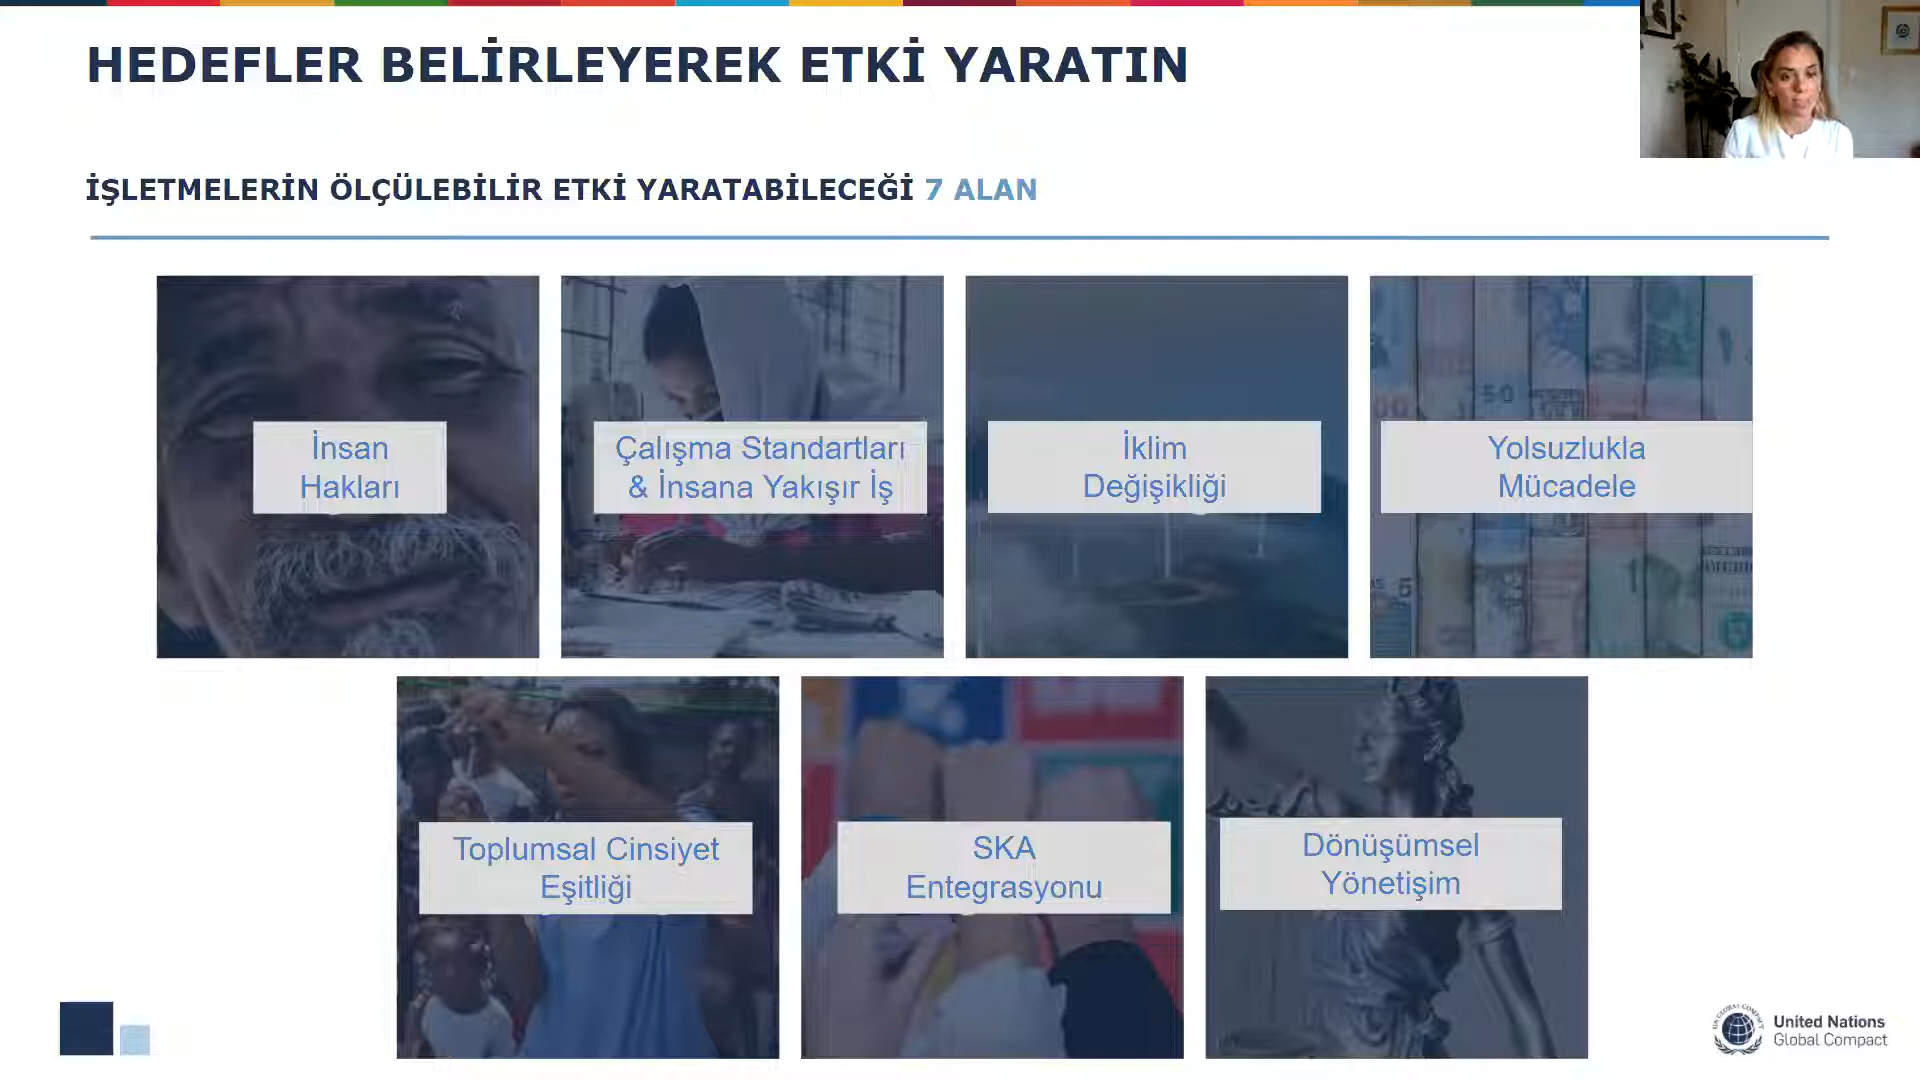 HEDEFLER BELİRLEYEREK ETKİ YARATIN
İŞLETMELERİN ÖLÇÜLEBİLİR ETKİ YARATABİLECEĞİ 7 ALAN
İnsan
Hakları
Çalışma Standartları
& İnsana Yakışır İş
İklim
Değişikliği
Yolsuzlukla
Mücadele
Toplumsal Cinsiyet
Eşitliği
SKA
Entegrasyonu
Dönüşümsel
Yönetişim
United Nations
Global Compact